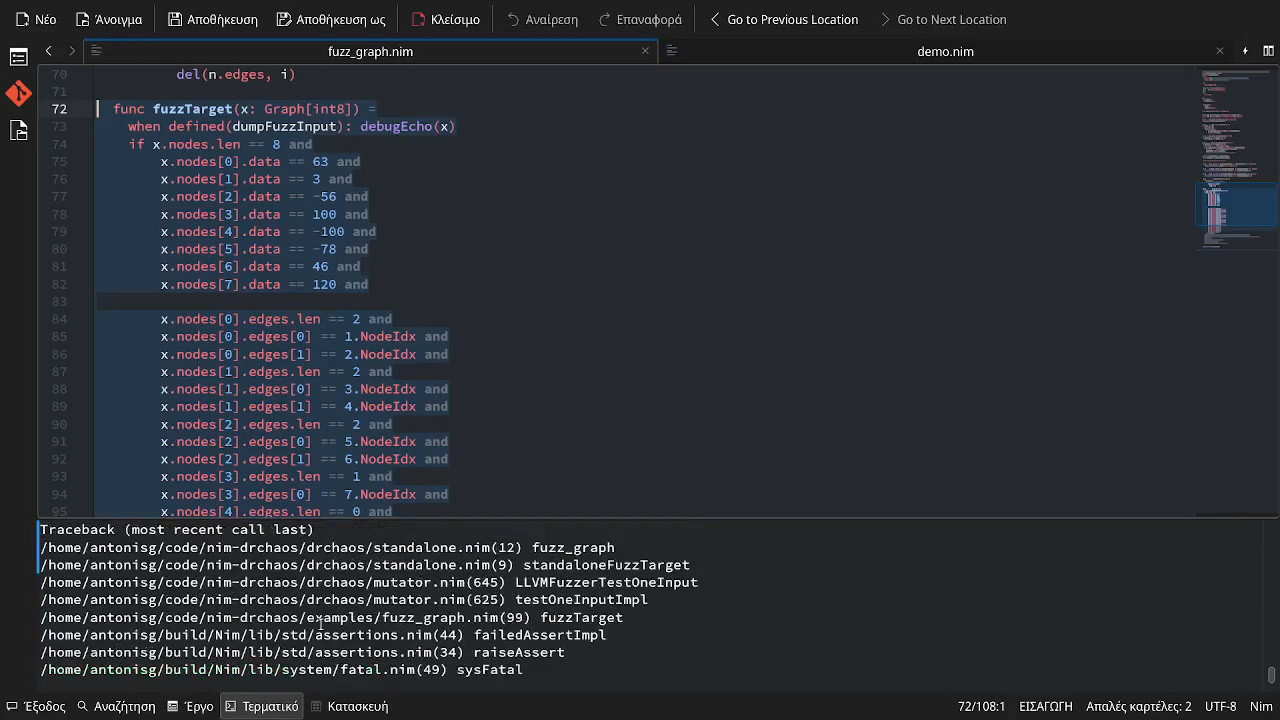 Νέο Άνοιγμα Αποθήκευση Αποθήκευση ως Κλείσιμο Αναίρεση Επαναφορά Go to Previous Location Go to Next Location
fuzz_graph.nim demo.nim
70 del(n.edges, i)
71
72 func fuzzTarget(x: Graph[int8]) =
73 when defined(dumpFuzzInput): debugEcho(x)
74 if x.nodes.len == 8 and
75 x.nodes[0].data == 63 and
76 x.nodes[1].data == 3 and
77 x.nodes[2].data == -56 and
78 x.nodes[3].data == 100 and
79 x.nodes[4].data == -100 and
80 x.nodes[5].data == -78 and
81 x.nodes[6].data == 46 and
82 x.nodes[7].data == 120 and
83
84 x.nodes[0].edges.len == 2 and
85 x.nodes[0].edges[0] == 1.NodeIdx and
86 x.nodes[0].edges[1] == 2.NodeIdx and
87 x.nodes[1].edges.len == 2 and
88 x.nodes[1].edges[0] == 3.NodeIdx and
89 x.nodes[1].edges[1] == 4.NodeIdx and
90 x.nodes[2].edges.len == 2 and
91 x.nodes[2].edges[0] == 5.NodeIdx and
92 x.nodes[2].edges[1] == 6.NodeIdx and
93 x.nodes[3].edges.len == 1 and
94 x.nodes[3].edges[0] == 7.NodeIdx and
95 x.nodes[4].edges.len == 0 and
Traceback (most recent call last)
/home/antonisg/code/nim-drchaos/drchaos/standalone.nim(12) fuzz_graph
/home/antonisg/code/nim-drchaos/drchaos/standalone.nim(9) standaloneFuzzTarget
/home/antonisg/code/nim-drchaos/drchaos/mutator.nim(645) LLVMFuzzerTestOneInput
/home/antonisg/code/nim-drchaos/drchaos/mutator.nim(625) testOneInputImpl
/home/antonisg/code/nim-drchaos/examples/fuzz_graph.nim(99) fuzzTarget
/home/antonisg/build/Nim/lib/std/assertions.nim(44) failedAssertImpl
/home/antonisg/build/Nim/lib/std/assertions.nim(34) raiseAssert
/home/antonisg/build/Nim/lib/system/fatal.nim(49) sysFatal
Έξοδος Αναζήτηση Έργο Τερματικό Κατασκευή 72/108:1 ΕΙΣΑΓΩΓΗ Απαλές καρτέλες: 2 UTF-8 Nim